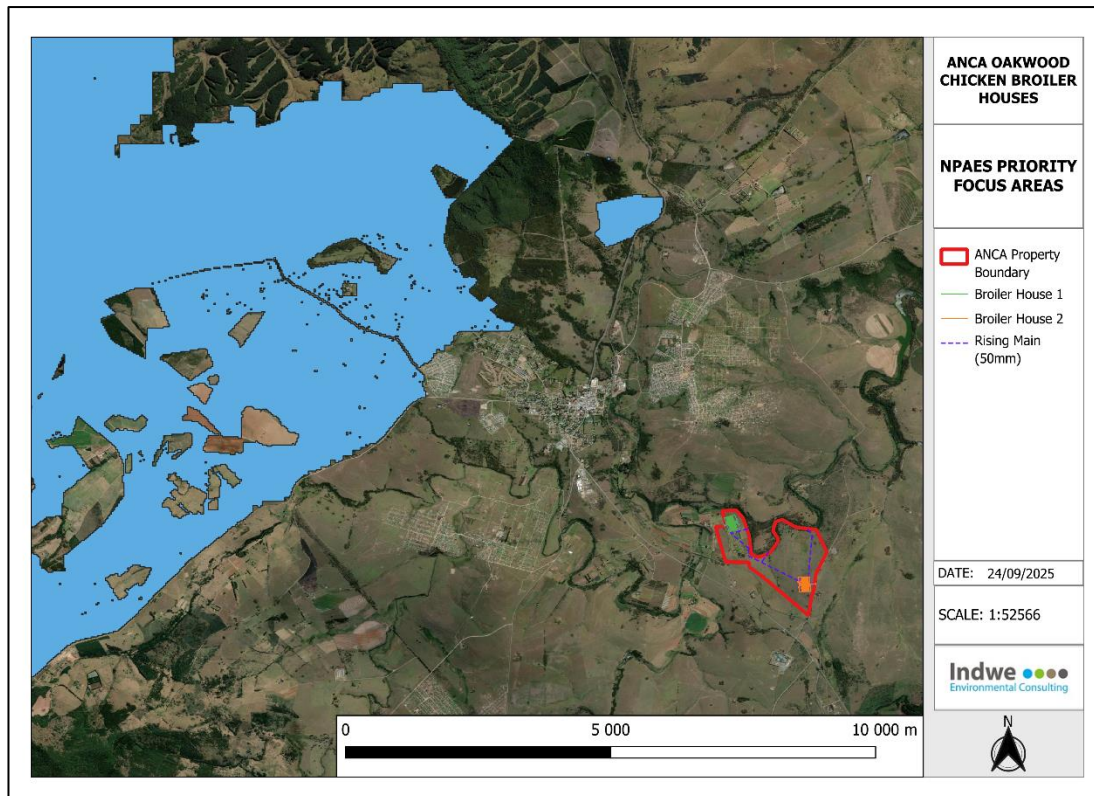 ANCA OAKWOOD
CHICKEN BROILER
HOUSES
NPAES PRIORITY
FOCUS AREAS
ANCA Property
Boundary
Broiler House 1
Broiler House 2
Rising Main
(50mm)
DATE: 24/09/2025
SCALE: 1:52566
Indwe
Environmental Consulting
N
0 5 000 10 000 m